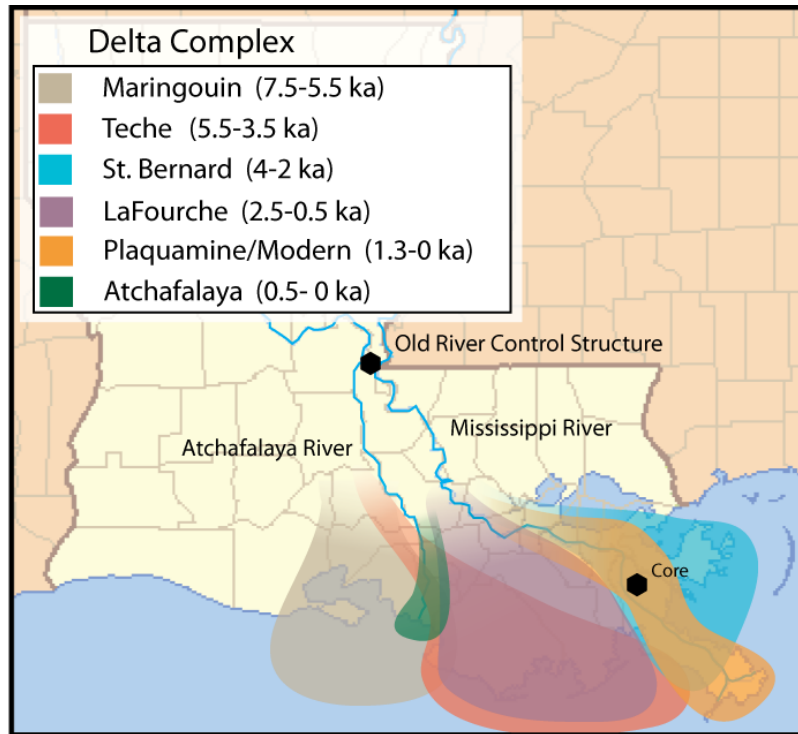 Delta Complex
Maringouin (7.5-5.5 ka)
Teche (5.5-3.5 ka)
St. Bernard (4-2 ka)
LaFourche (2.5-0.5 ka)
Plaquamine/Modern (1.3-0 ka)
Atchafalaya (0.5- 0 ka)
Old River Control Structure
Mississippi River
Atchafalaya River
Core